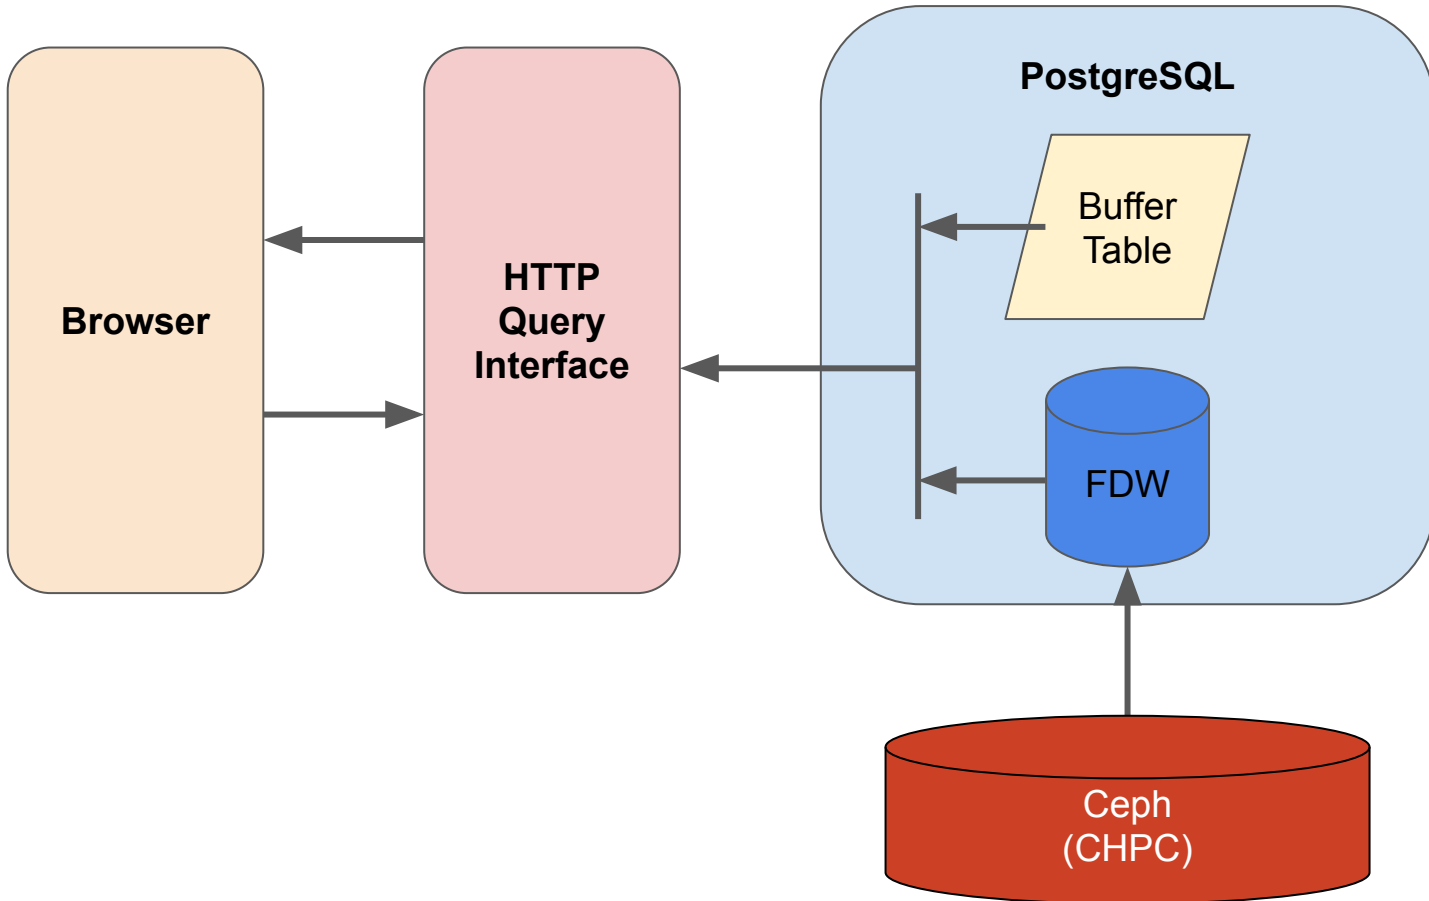 Browser
HTTP
Query
Interface
PostgreSQL
Buffer
Table
FDW
Ceph
(CHPC)